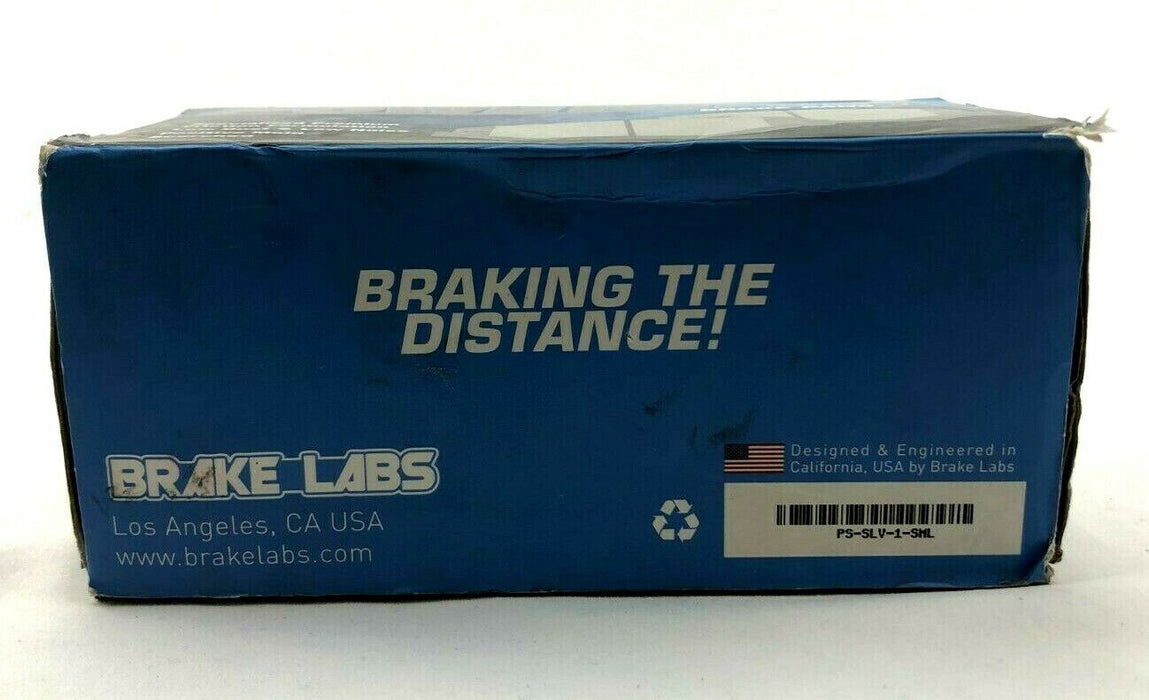 BRAKING THE
DISTANCE!
BRAKE LABS
Los Angeles, CA USA
www.brakelabs.com
Designed & Engineered in
California, USA by Brake Labs
PS-SLV-1-SML